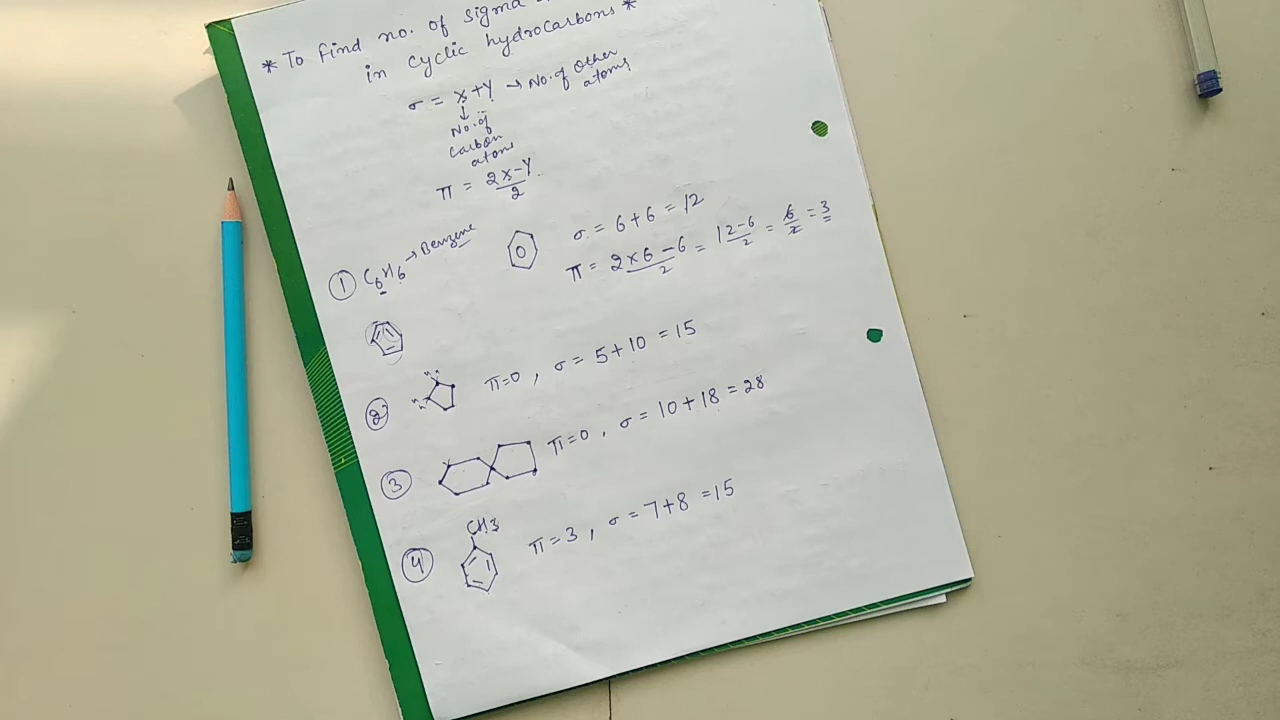 * To find no. of sigma
in cyclic hydrocarbons *
σ = X+Y → No. of Other atoms
↓
No. of
Carbon
atoms
π = 2X-Y/2
① C6H6 → Benzene
σ = 6+6 = 12
π = 2×6-6/2 = 12-6/2 = 6/2 = 3
② H H H H π=0, σ = 5+10 = 15
③ π=0, σ = 10+18 = 28
④ CH3 π=3, σ = 7+8 = 15